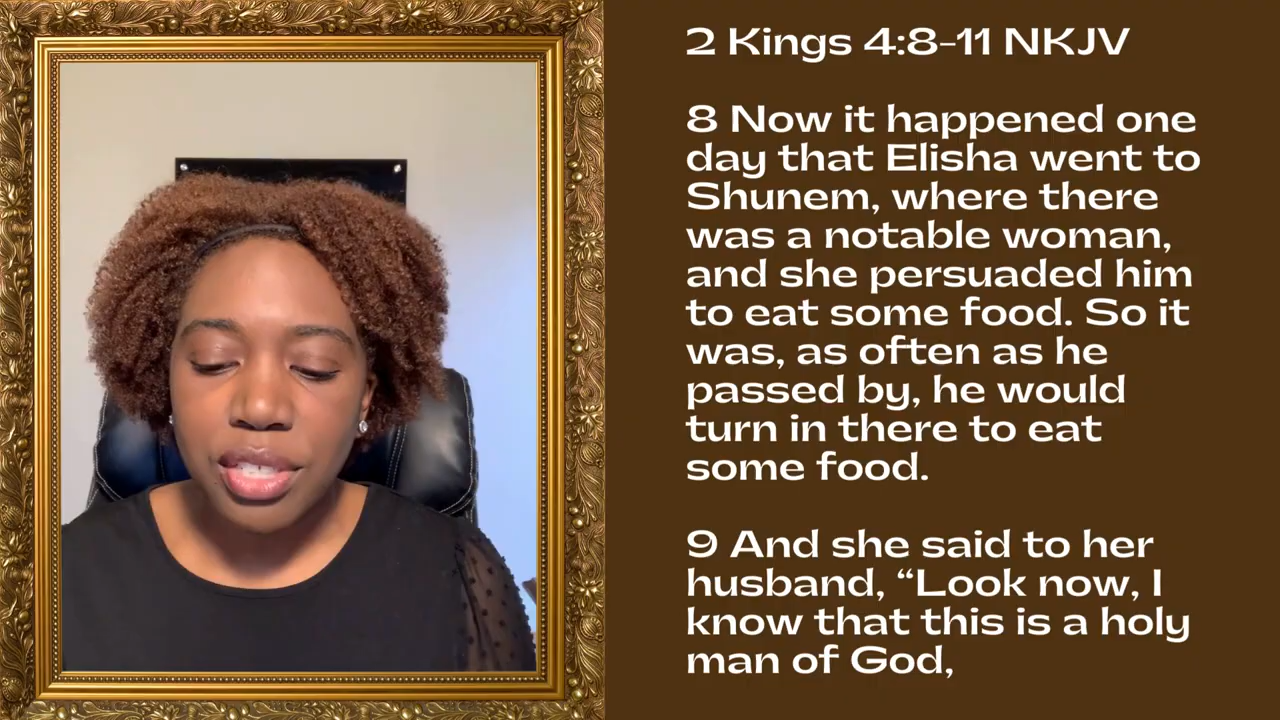 2 Kings 4:8-11 NKJV
8 Now it happened one
day that Elisha went to
Shunem, where there
was a notable woman,
and she persuaded him
to eat some food. So it
was, as often as he
passed by, he would
turn in there to eat
some food.
9 And she said to her
husband, “Look now, I
know that this is a holy
man of God,